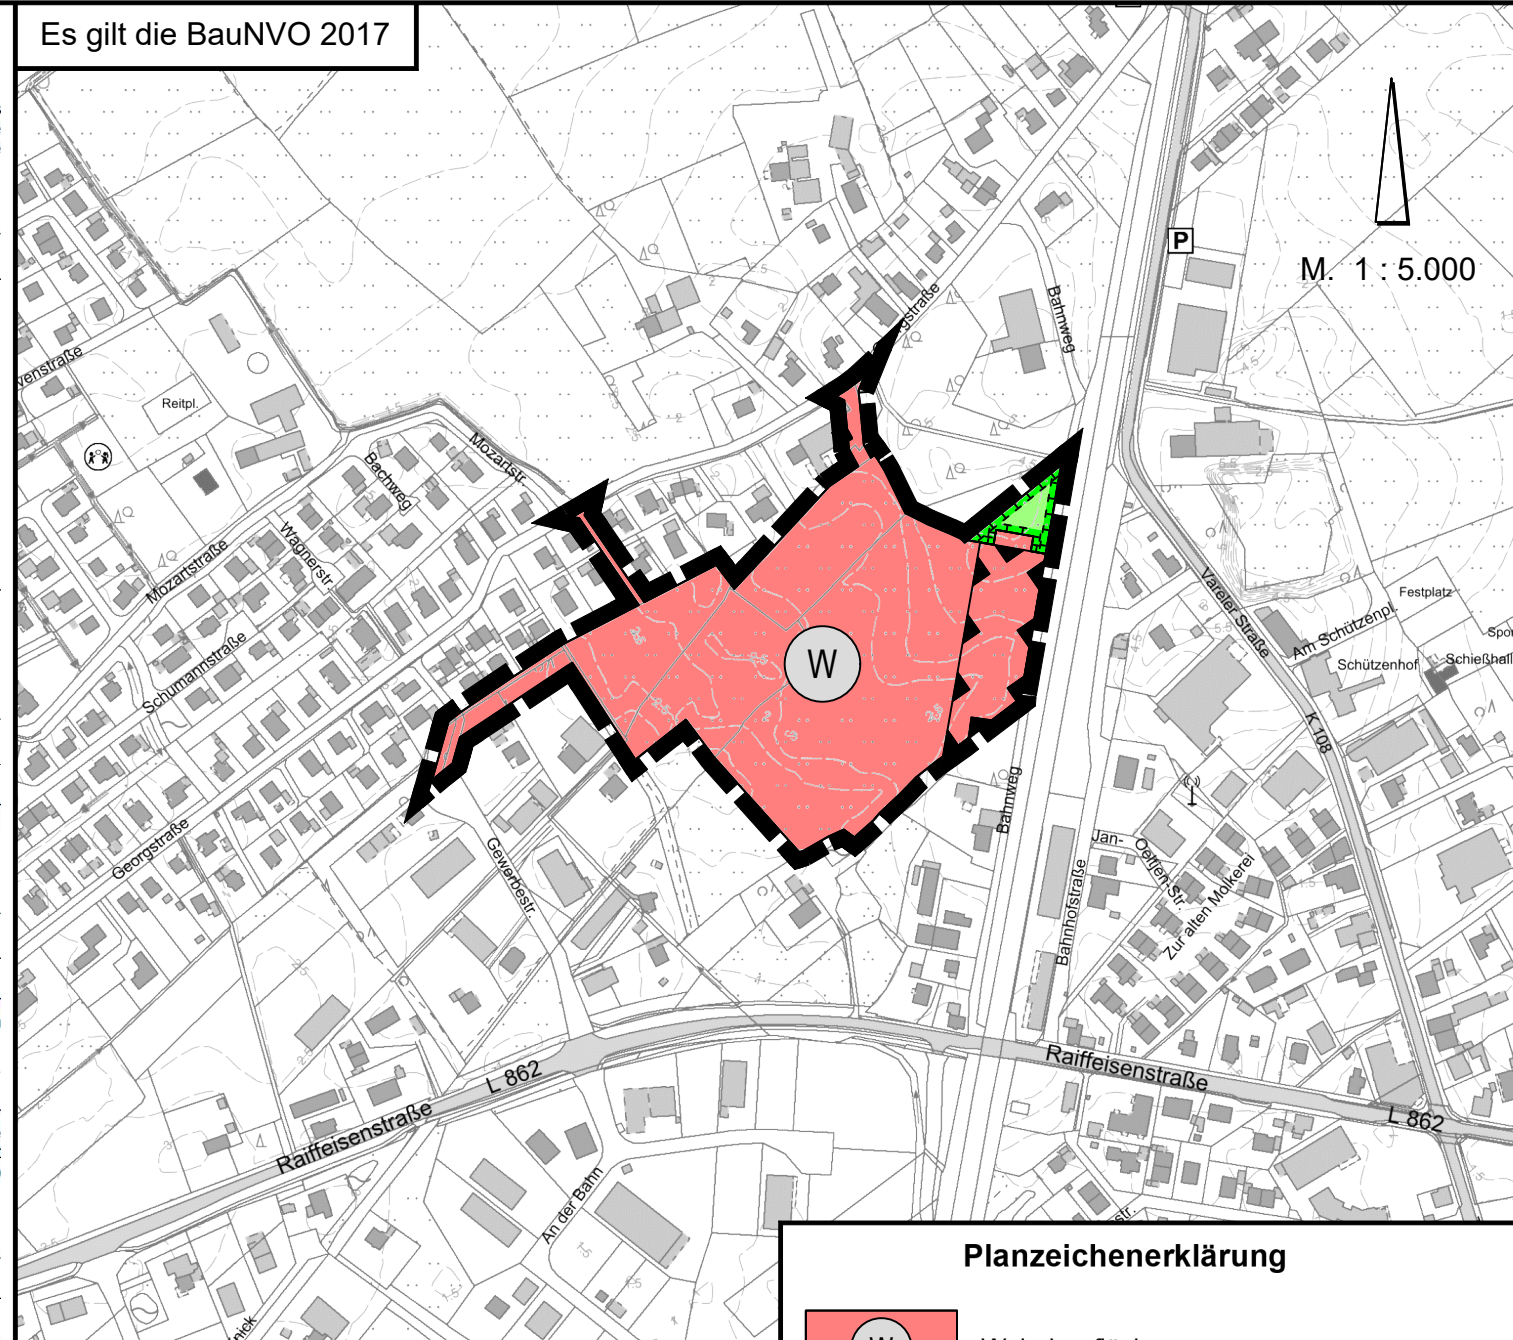 Es gilt die BauNVO 2017
P
M. 1 : 5.000
Bahnweg
Reitpl.
Mozartstr.
Bachweg
Wagnerstr.
Mozartstraße
Schumannstraße
Georgstraße
W
Vareler Straße
Festplatz
Am Schützenpl.
Schützenhof
Schießhall
K 108
Gewerbestr.
Bahnweg
Bahnhofstraße
Jan-
Oeltjen-Str.
Zur alten Molkerei
Raiffeisenstraße
L 862
Raiffeisenstraße
L 862
An der Bahn
str.
Planzeichenerklärung
W